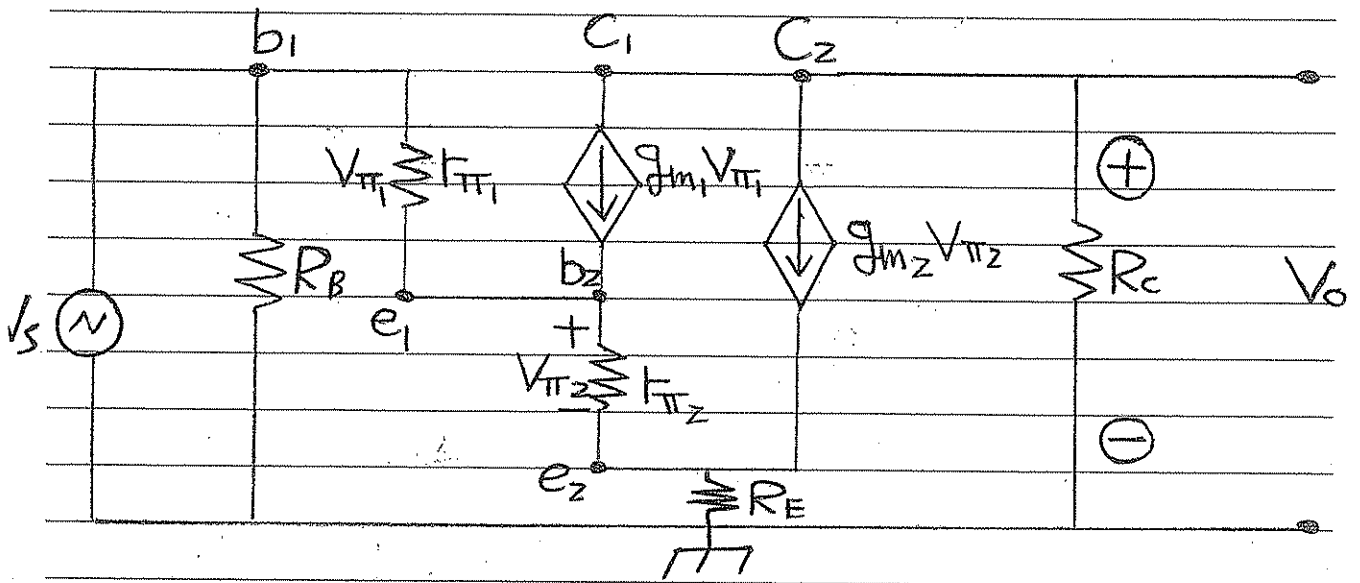 b1 C1 C2
Vπ1 rπ1 gm1Vπ1 +
Vs RB b2 gm2Vπ2 RC Vo
e1 +
Vπ2 rπ2
−
e2 RE −